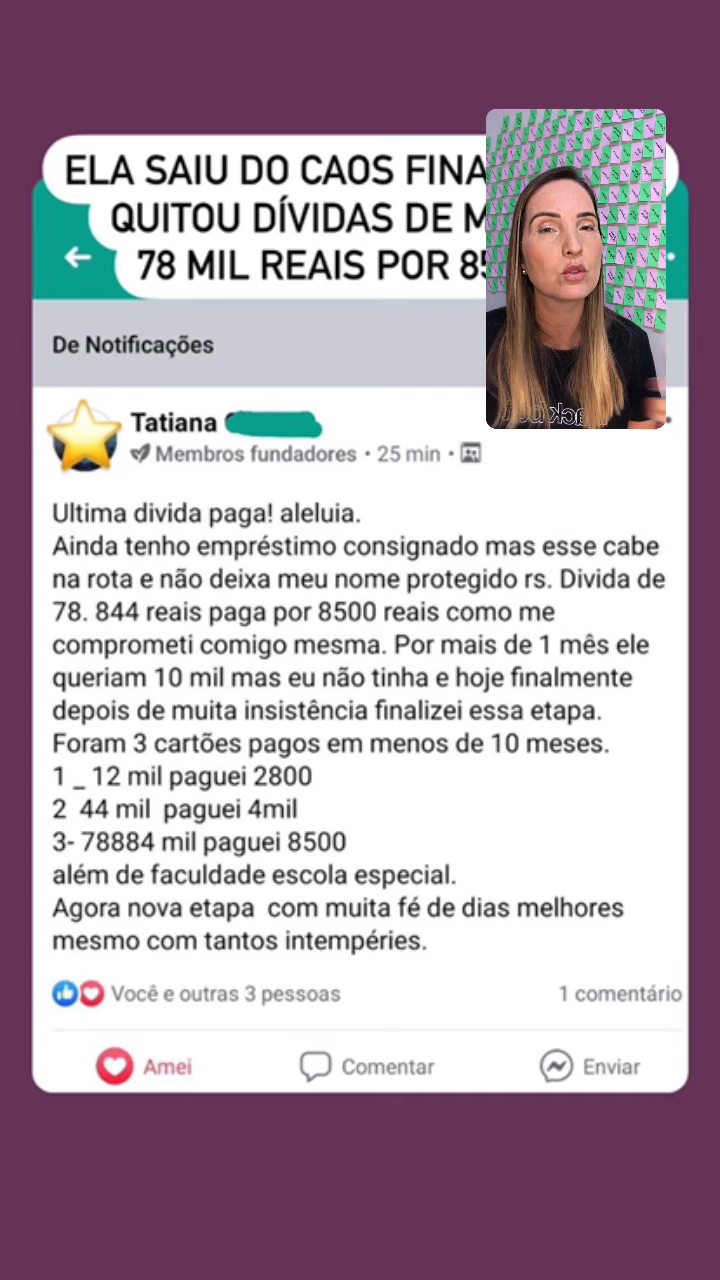 ELA SAIU DO CAOS
QUITOU DÍVIDAS DE
78 MIL REAIS POR
De Notificações
Tatiana
Membros fundadores • 25 min •
Ultima divida paga! aleluia.
Ainda tenho empréstimo consignado mas esse cabe
na rota e não deixa meu nome protegido rs. Divida de
78. 844 reais paga por 8500 reais como me
comprometi comigo mesma. Por mais de 1 mês ele
queriam 10 mil mas eu não tinha e hoje finalmente
depois de muita insistência finalizei essa etapa.
Foram 3 cartões pagos em menos de 10 meses.
1 _ 12 mil paguei 2800
2 44 mil paguei 4mil
3- 78884 mil paguei 8500
além de faculdade escola especial.
Agora nova etapa com muita fé de dias melhores
mesmo com tantos intempéries.
Você e outras 3 pessoas
1 comentário
Amei
Comentar
Enviar